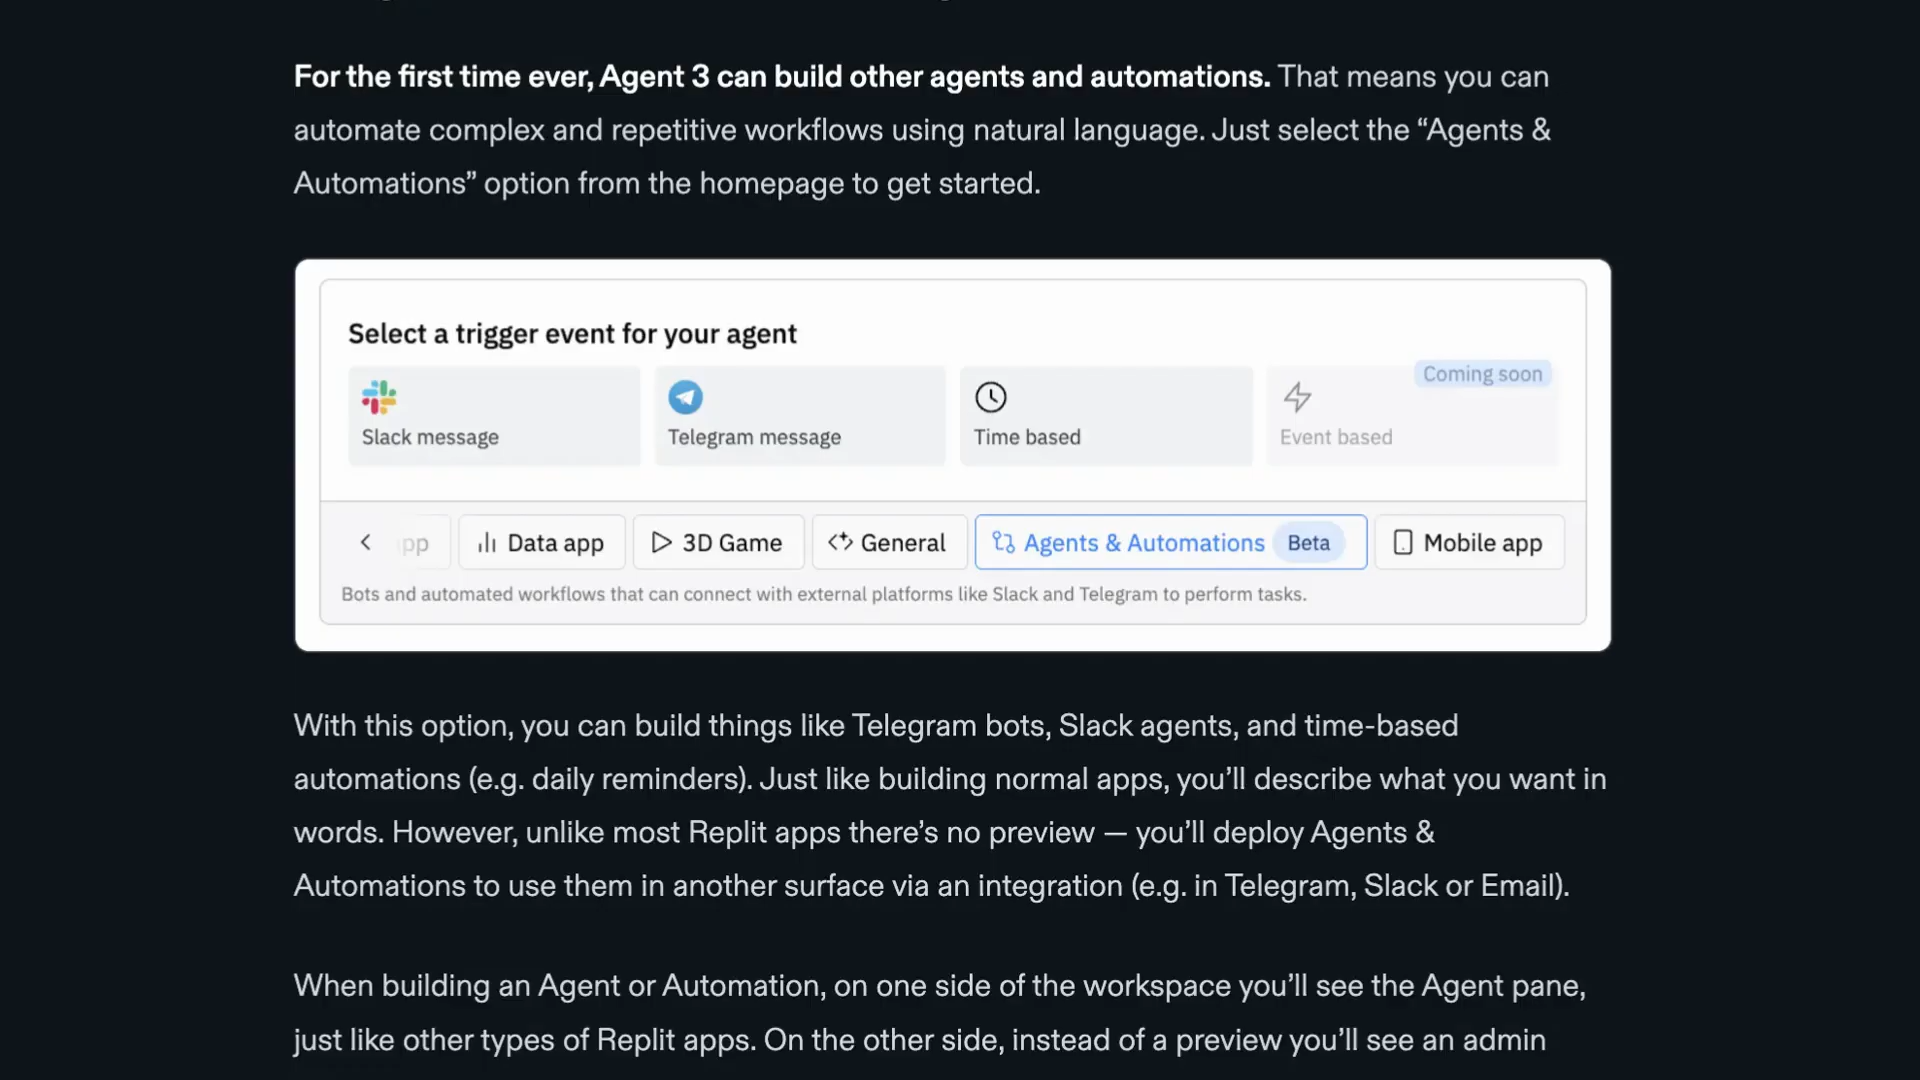 For the first time ever, Agent 3 can build other agents and automations. That means you can
automate complex and repetitive workflows using natural language. Just select the “Agents &
Automations” option from the homepage to get started.
Select a trigger event for your agent
Coming soon
Slack message
Telegram message
Time based
Event based
pp
Data app
3D Game
General
Agents & Automations
Beta
Mobile app
Bots and automated workflows that can connect with external platforms like Slack and Telegram to perform tasks.
With this option, you can build things like Telegram bots, Slack agents, and time-based
automations (e.g. daily reminders). Just like building normal apps, you’ll describe what you want in
words. However, unlike most Replit apps there’s no preview — you’ll deploy Agents &
Automations to use them in another surface via an integration (e.g. in Telegram, Slack or Email).
When building an Agent or Automation, on one side of the workspace you’ll see the Agent pane,
just like other types of Replit apps. On the other side, instead of a preview you’ll see an admin